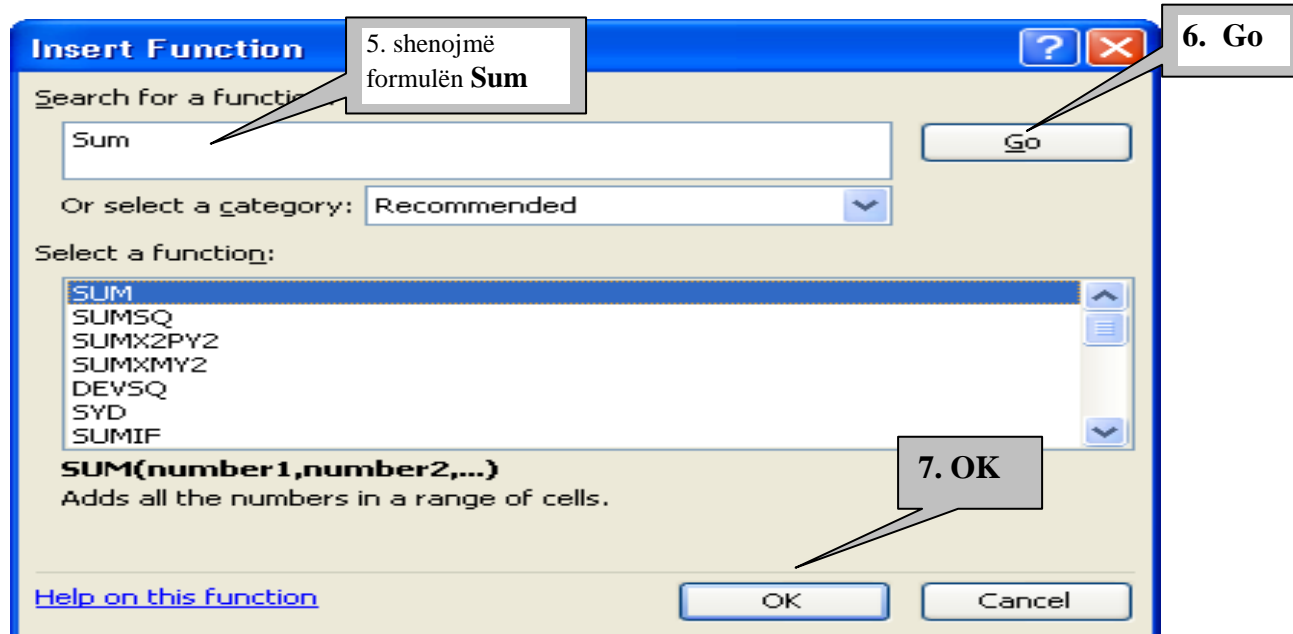 Insert Function
5. shenojmë
formulën Sum
6. Go
Search for a function:
Sum
Go
Or select a category: Recommended
Select a function:
SUM
SUMSQ
SUMX2PY2
SUMXMY2
DEVSQ
SYD
SUMIF
SUM(number1,number2,...)
Adds all the numbers in a range of cells.
7. OK
Help on this function
OK
Cancel